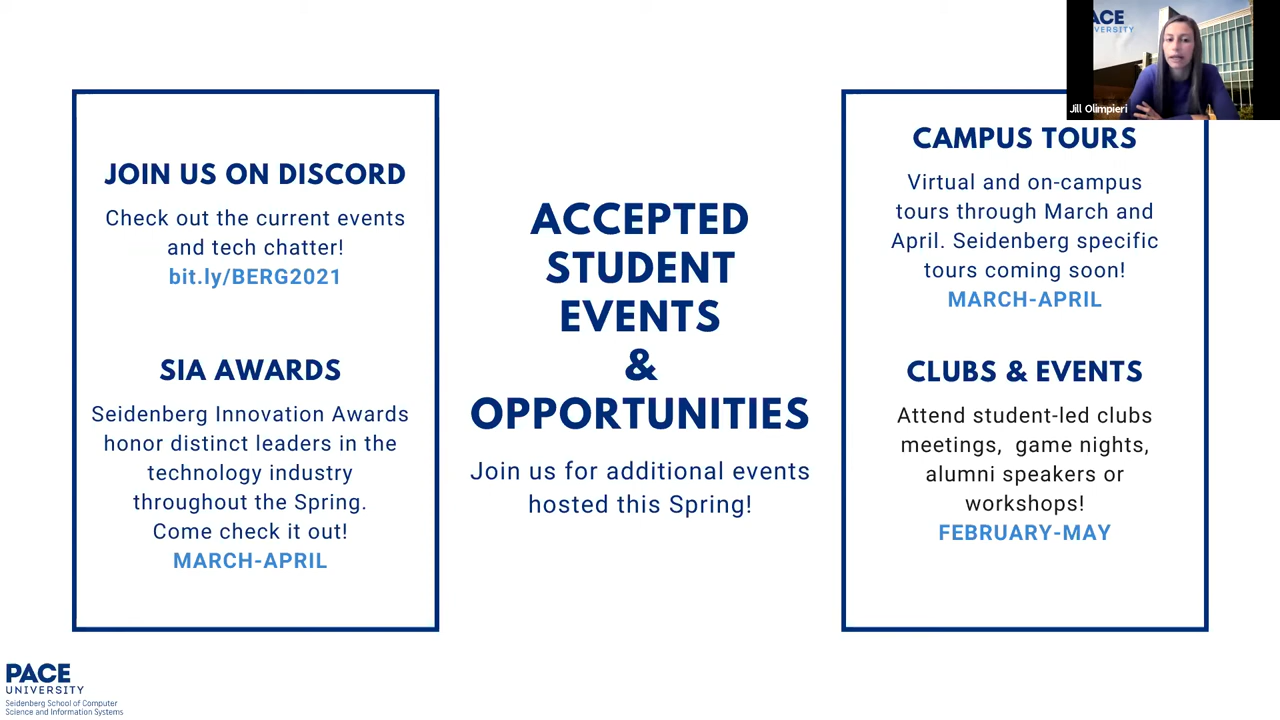 JOIN US ON DISCORD
Check out the current events
and tech chatter!
bit.ly/BERG2021
SIA AWARDS
Seidenberg Innovation Awards
honor distinct leaders in the
technology industry
throughout the Spring.
Come check it out!
MARCH-APRIL
ACCEPTED
STUDENT
EVENTS
&
OPPORTUNITIES
Join us for additional events
hosted this Spring!
ACE
VERSITY
Jill Olimpieri
CAMPUS TOURS
Virtual and on-campus
tours through March and
April. Seidenberg specific
tours coming soon!
MARCH-APRIL
CLUBS & EVENTS
Attend student-led clubs
meetings,  game nights,
alumni speakers or
workshops!
FEBRUARY-MAY
PACE
UNIVERSITY
Seidenberg School of Computer
Science and Information Systems